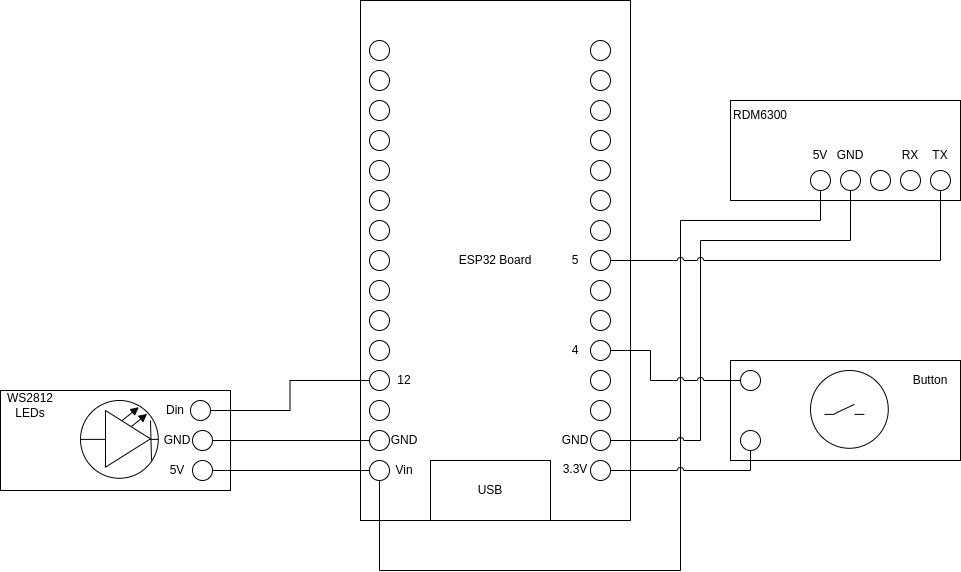 RDM6300
5V GND RX TX
ESP32 Board
5
4
12
WS2812
LEDs
Button
Din
GND
5V
GND
Vin
GND
3.3V
USB